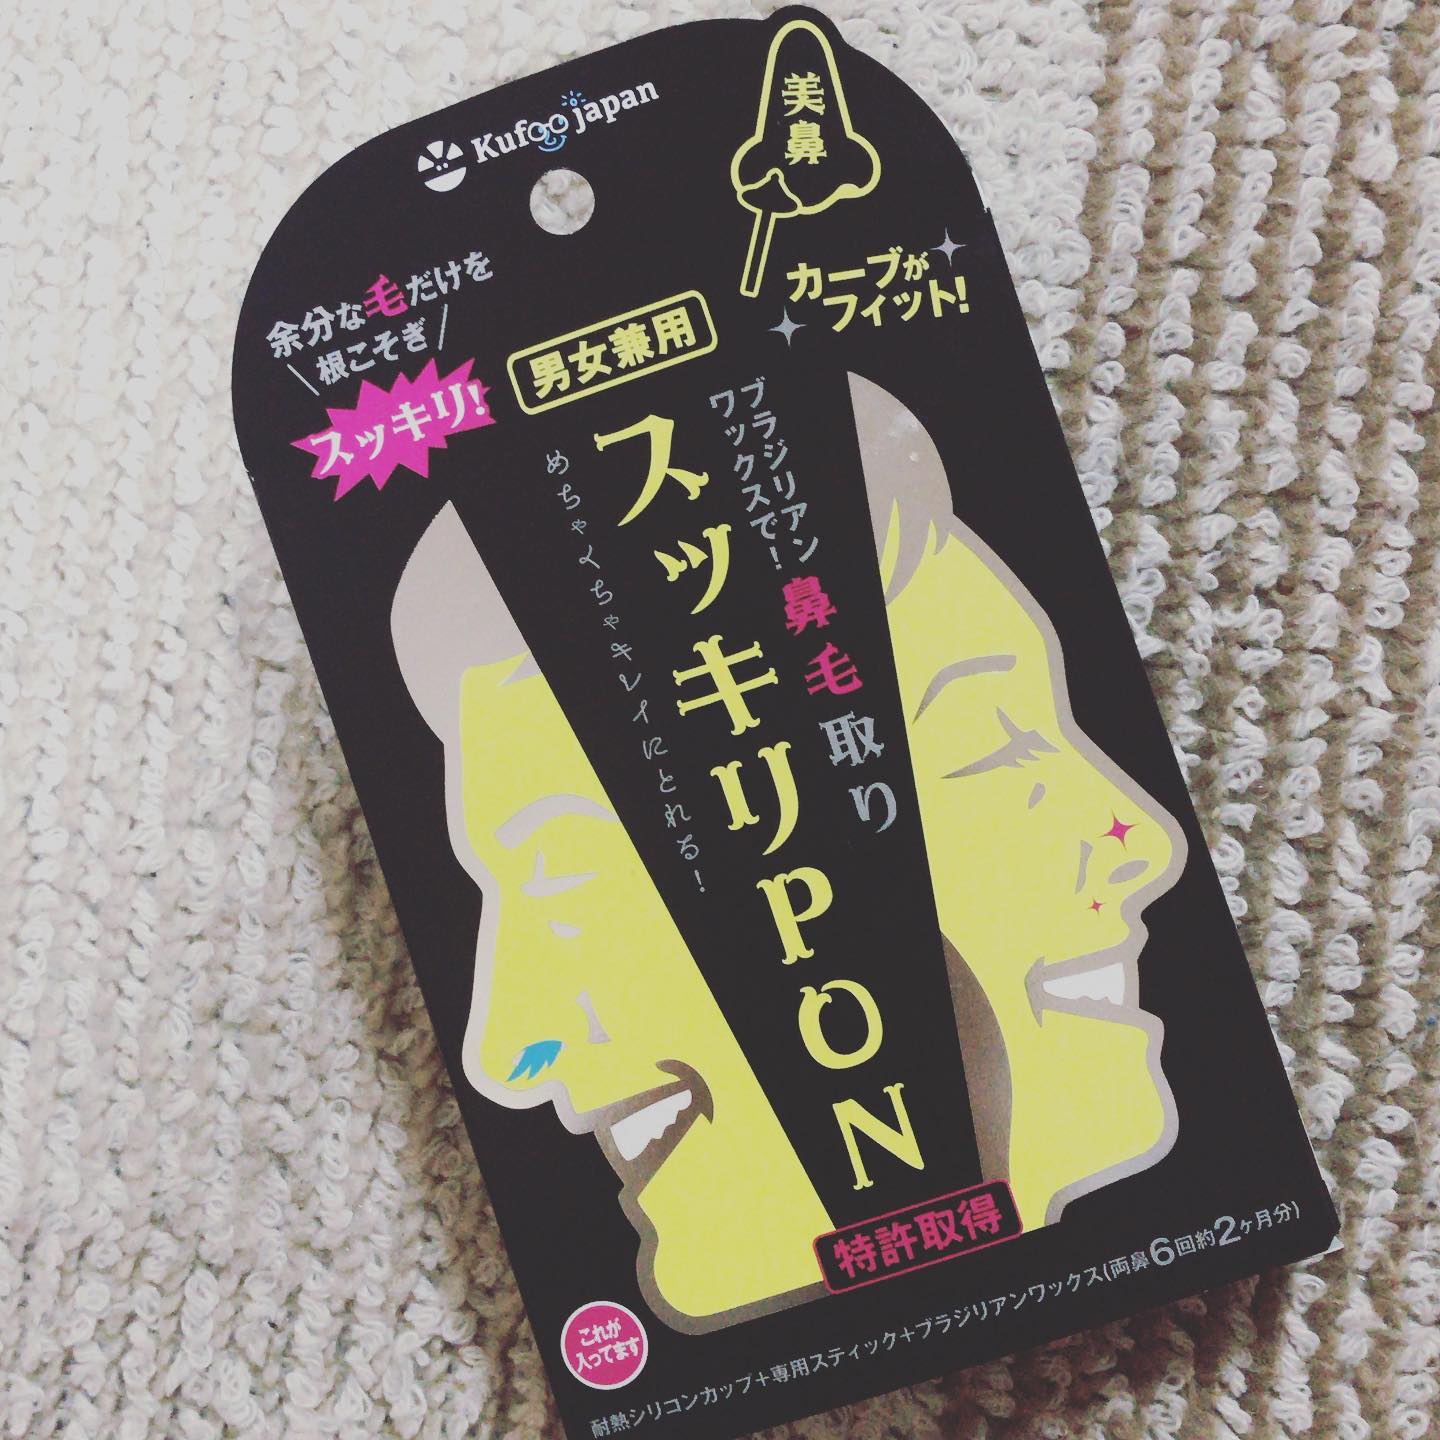 Kufoo japan
美鼻
余分な毛だけを
根こそぎ
スッキリ!
男女兼用
カーブが
フィット!
ブラジリアン
ワックスで!
鼻毛取り
スッキリPON
めちゃくちゃキレイにとれる!
特許取得
これが
入ってます
耐熱シリコンカップ+専用スティック+ブラジリアンワックス(両鼻6回約2ヶ月分)